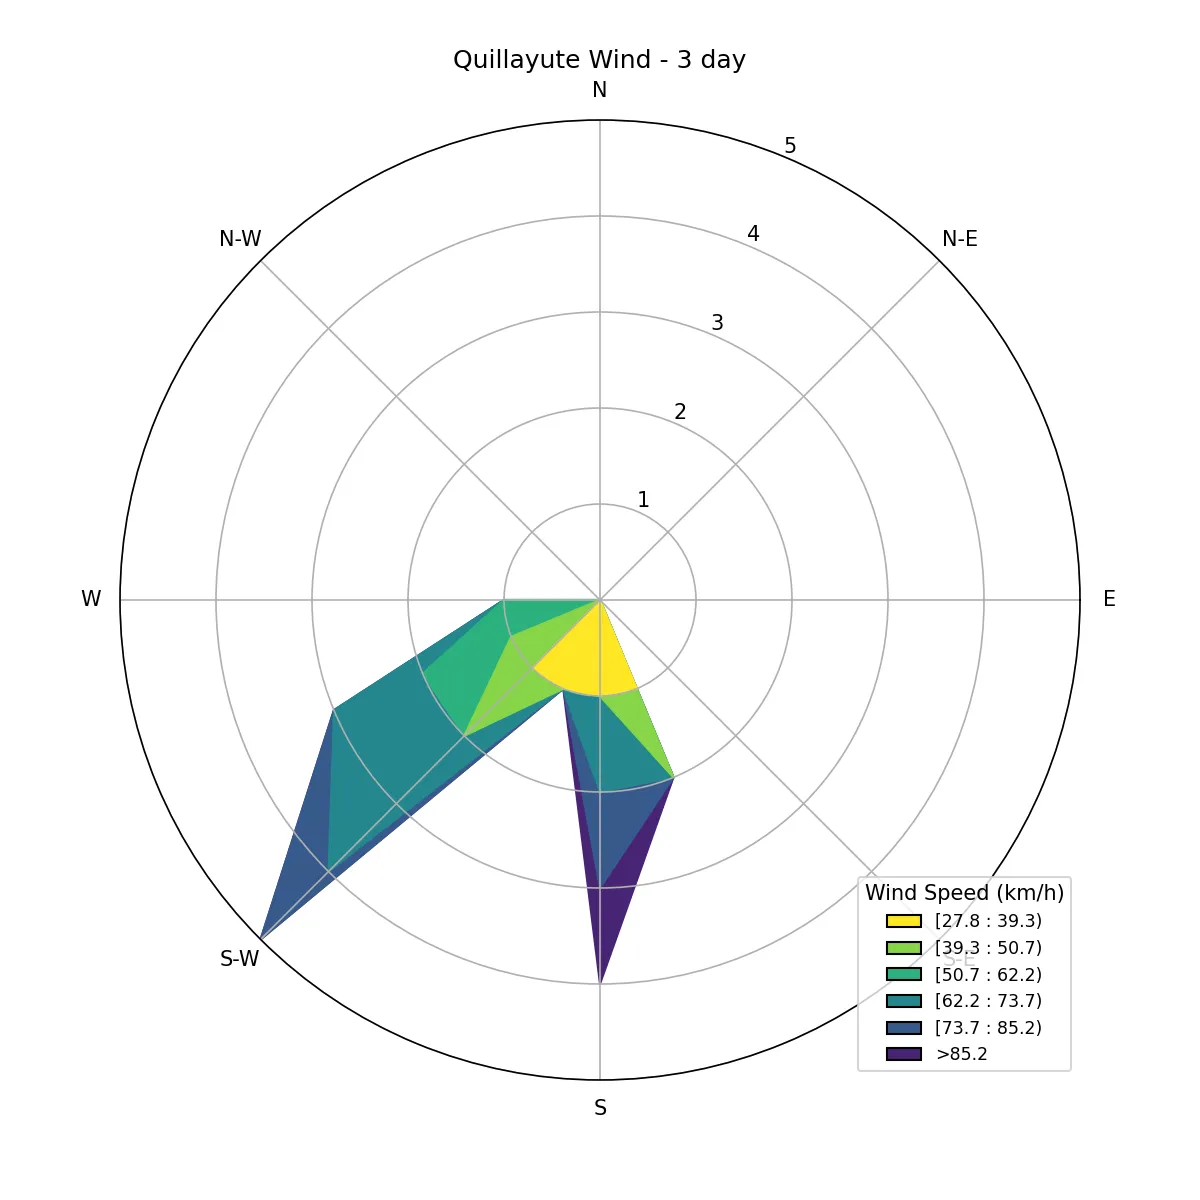 Quillayute Wind - 3 day
N
5
N-W
4
N-E
3
2
1
W
E
Wind Speed (km/h)
[27.8 : 39.3)
[39.3 : 50.7)
S-W
S-E
[50.7 : 62.2)
[62.2 : 73.7)
[73.7 : 85.2)
>85.2
S